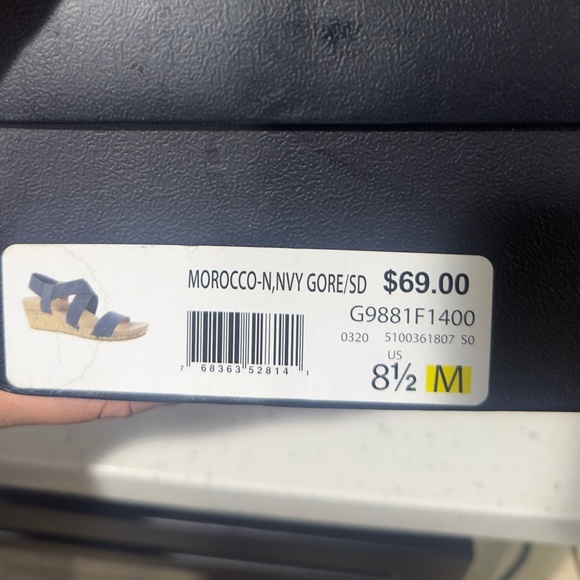 MOROCCO-N,NVY GORE/SD $69.00
G9881F1400
0320 5100361807 S0
US
8½ M
7 68363 52814 1